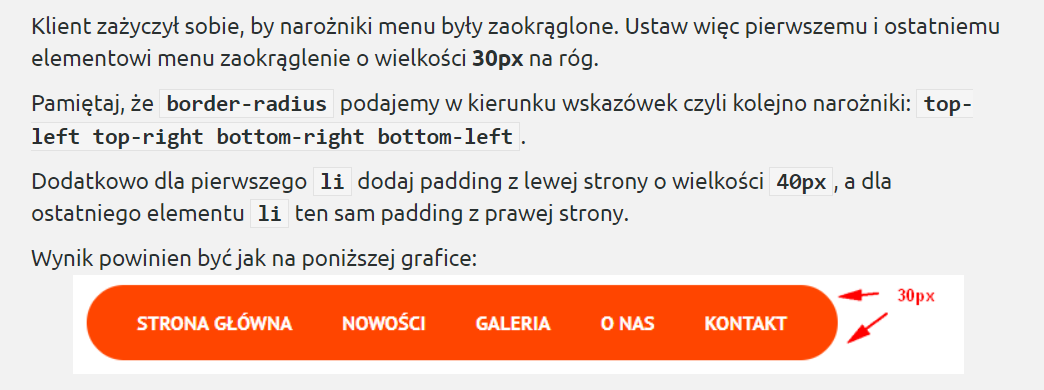 Klient zażyczył sobie, by narożniki menu były zaokrąglone. Ustaw więc pierwszemu i ostatniemu
elementowi menu zaokrąglenie o wielkości 30px na róg.
Pamiętaj, że border-radius podajemy w kierunku wskazówek czyli kolejno narożniki: top-
left top-right bottom-right bottom-left.
Dodatkowo dla pierwszego li dodaj padding z lewej strony o wielkości 40px, a dla
ostatniego elementu li ten sam padding z prawej strony.
Wynik powinien być jak na poniższej grafice:
30px
STRONA GŁÓWNA NOWOŚCI GALERIA O NAS KONTAKT